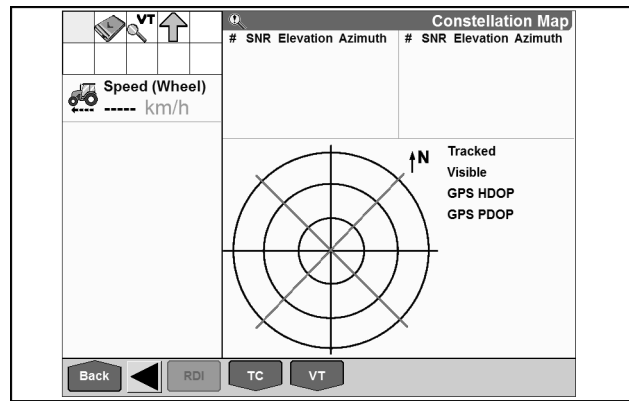 VT
Constellation Map
# SNR Elevation Azimuth # SNR Elevation Azimuth
Speed (Wheel)
----- km/h
N
Tracked
Visible
GPS HDOP
GPS PDOP
Back RDI TC VT